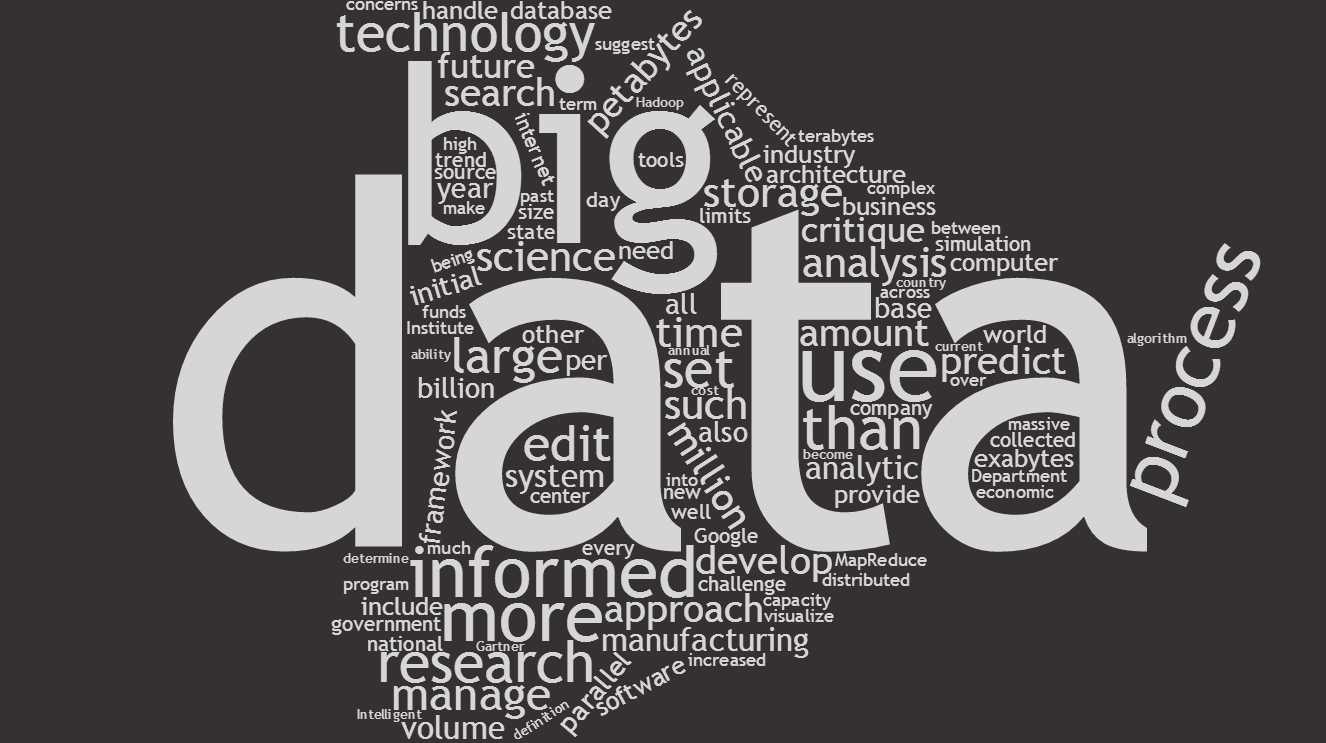 concerns
handle
database
technology
suggest
petabytes
future
search
term
Hadoop
applicable
represent
terabytes
big
internet
high
trend
source
year
make
tools
industry
architecture
storage
complex
business
past
size
day
limits
state
critique
between
simulation
being
science
need
analysis
computer
country
initial
across
all
base
funds
Institute
other
time
amount
world
algorithm
process
data
ability
large
per
annual
set
use
current
predict
over
billion
cost
such
company
than
massive
collected
framework
edit
also
million
become
analytic
exabytes
system
into
Department
center
new
provide
economic
well
Google
determine
much
every
develop
MapReduce
informed
challenge
distributed
program
include
more
approach
capacity
visualize
government
national
Gartner
manufacturing
research
increased
parallel
software
manage
Intelligent
volume
definition